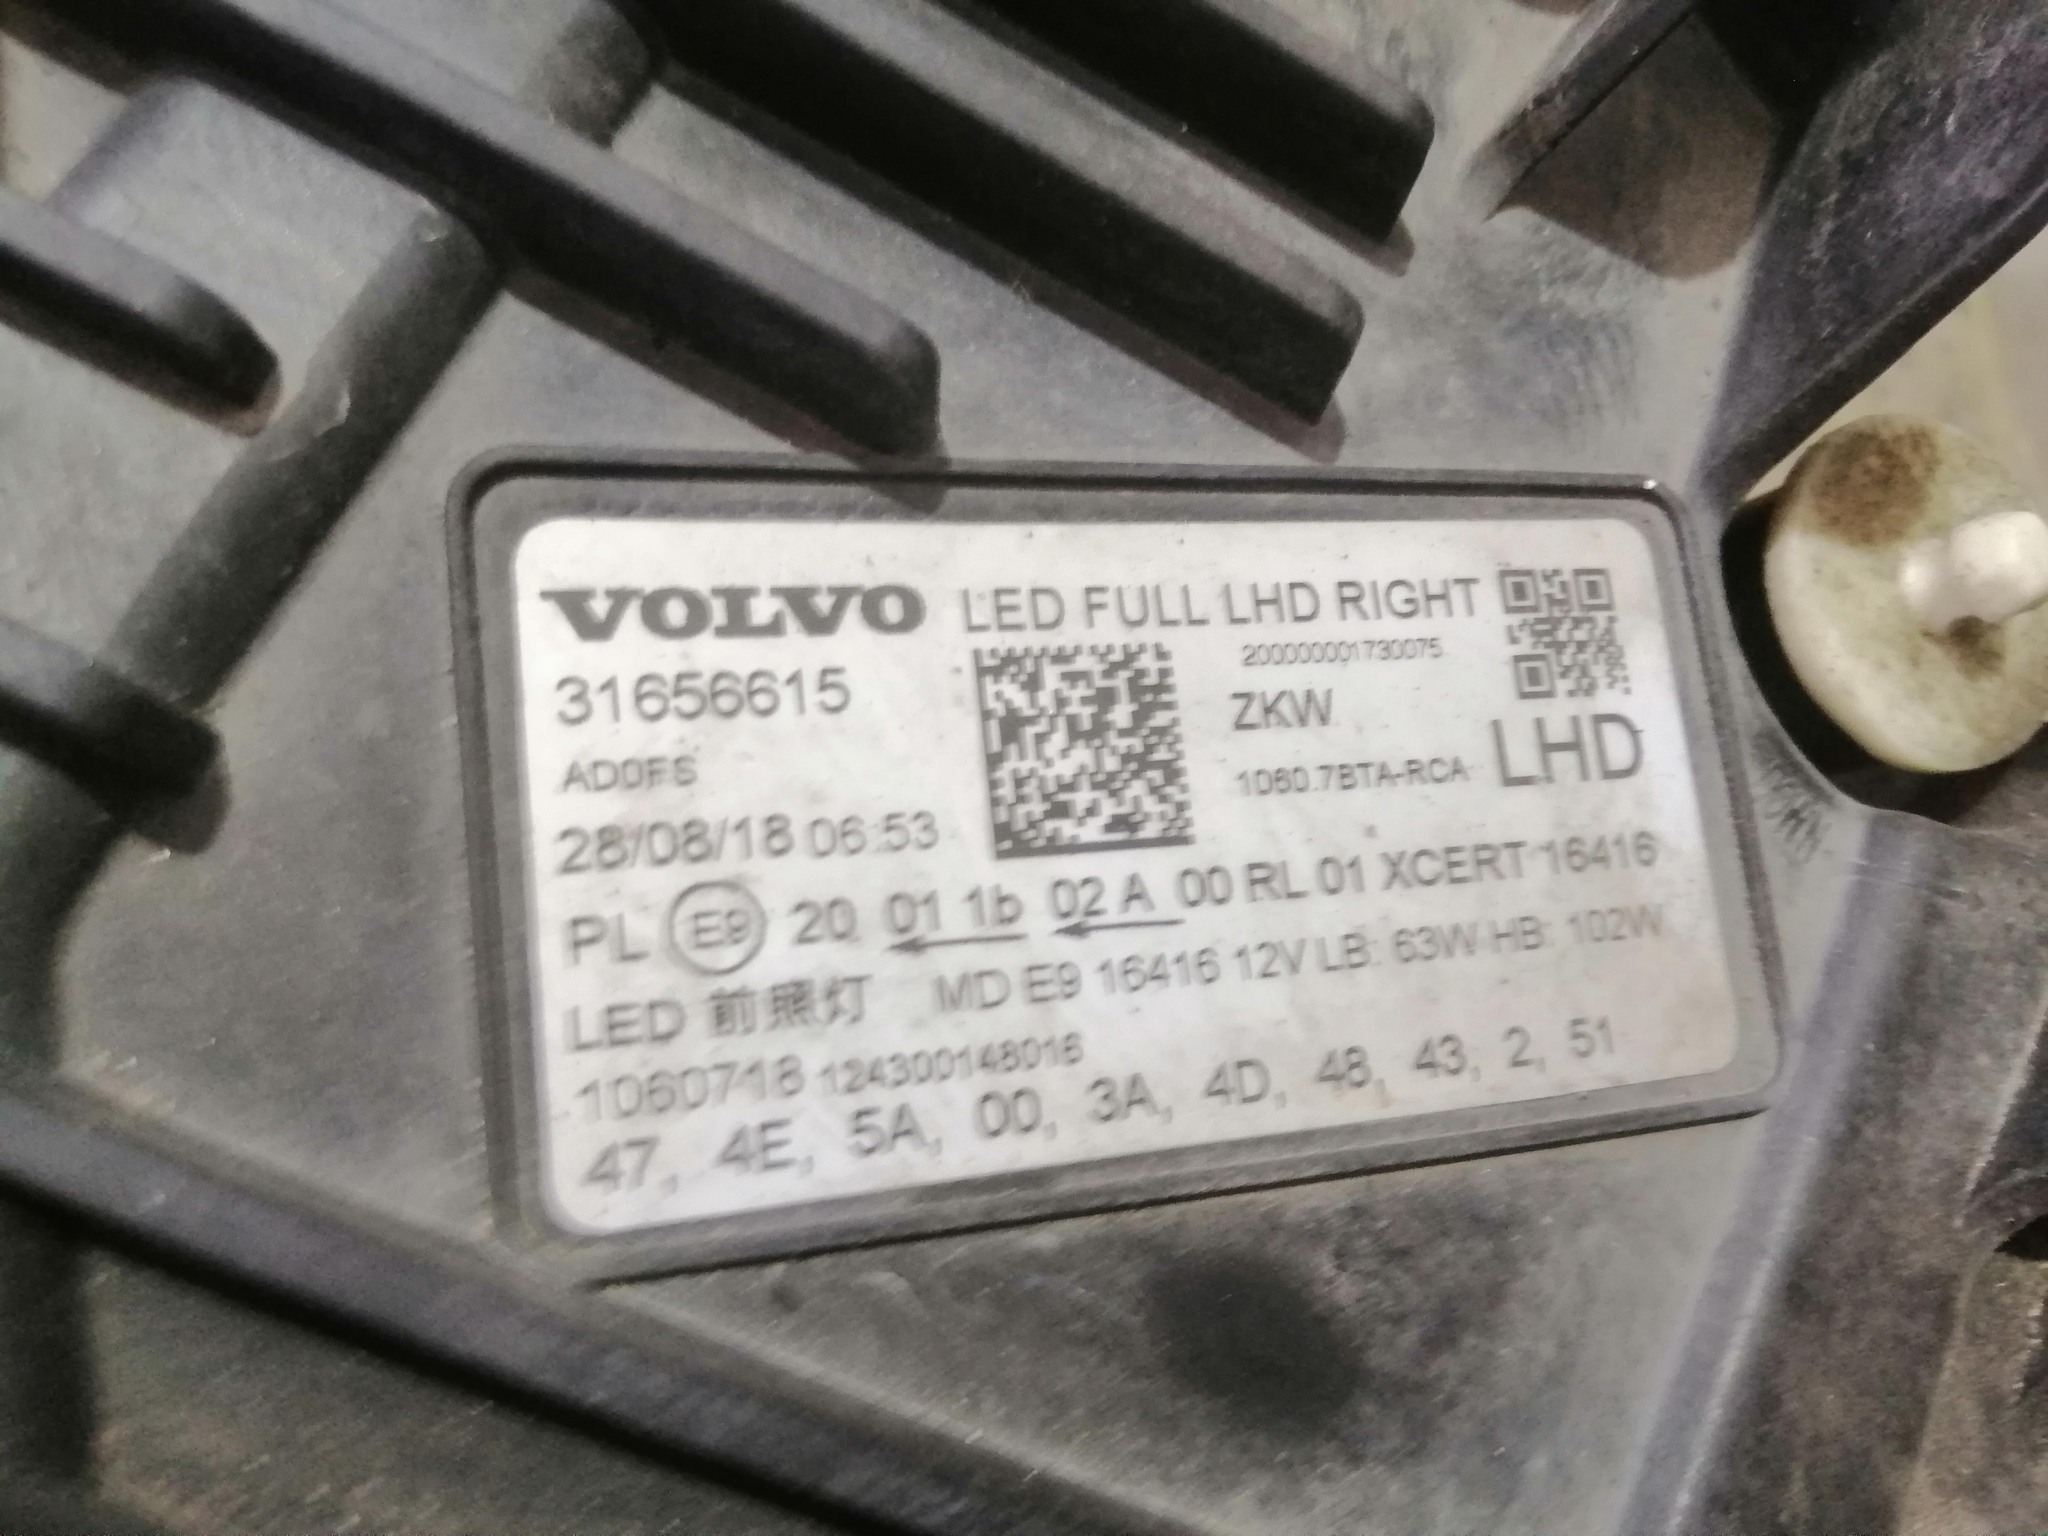 VOLVO LED FULL LHD RIGHT
200000001730075
31656615
ZKW
AD0FS
1060.7BTA-RCA LHD
28/08/18 06:53
PL E9 20 01 1b 02 A 00 RL 01 XCERT 16416
LED 前照灯 MD E9 16416 12V LB: 63W HB: 102W
1060718 124300148016
47, 4E, 5A, 00, 3A, 4D, 48, 43, 2, 51